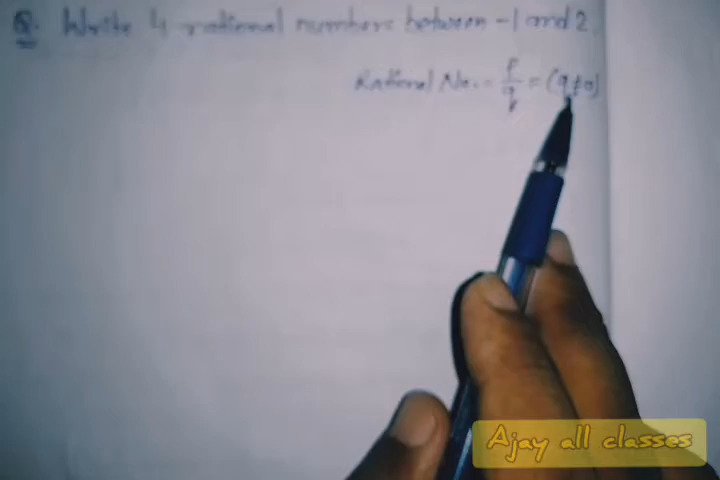 Q. Write 4 rational numbers between -1 and 2
Rational No. = p/q = (q≠0)
Ajay all classes